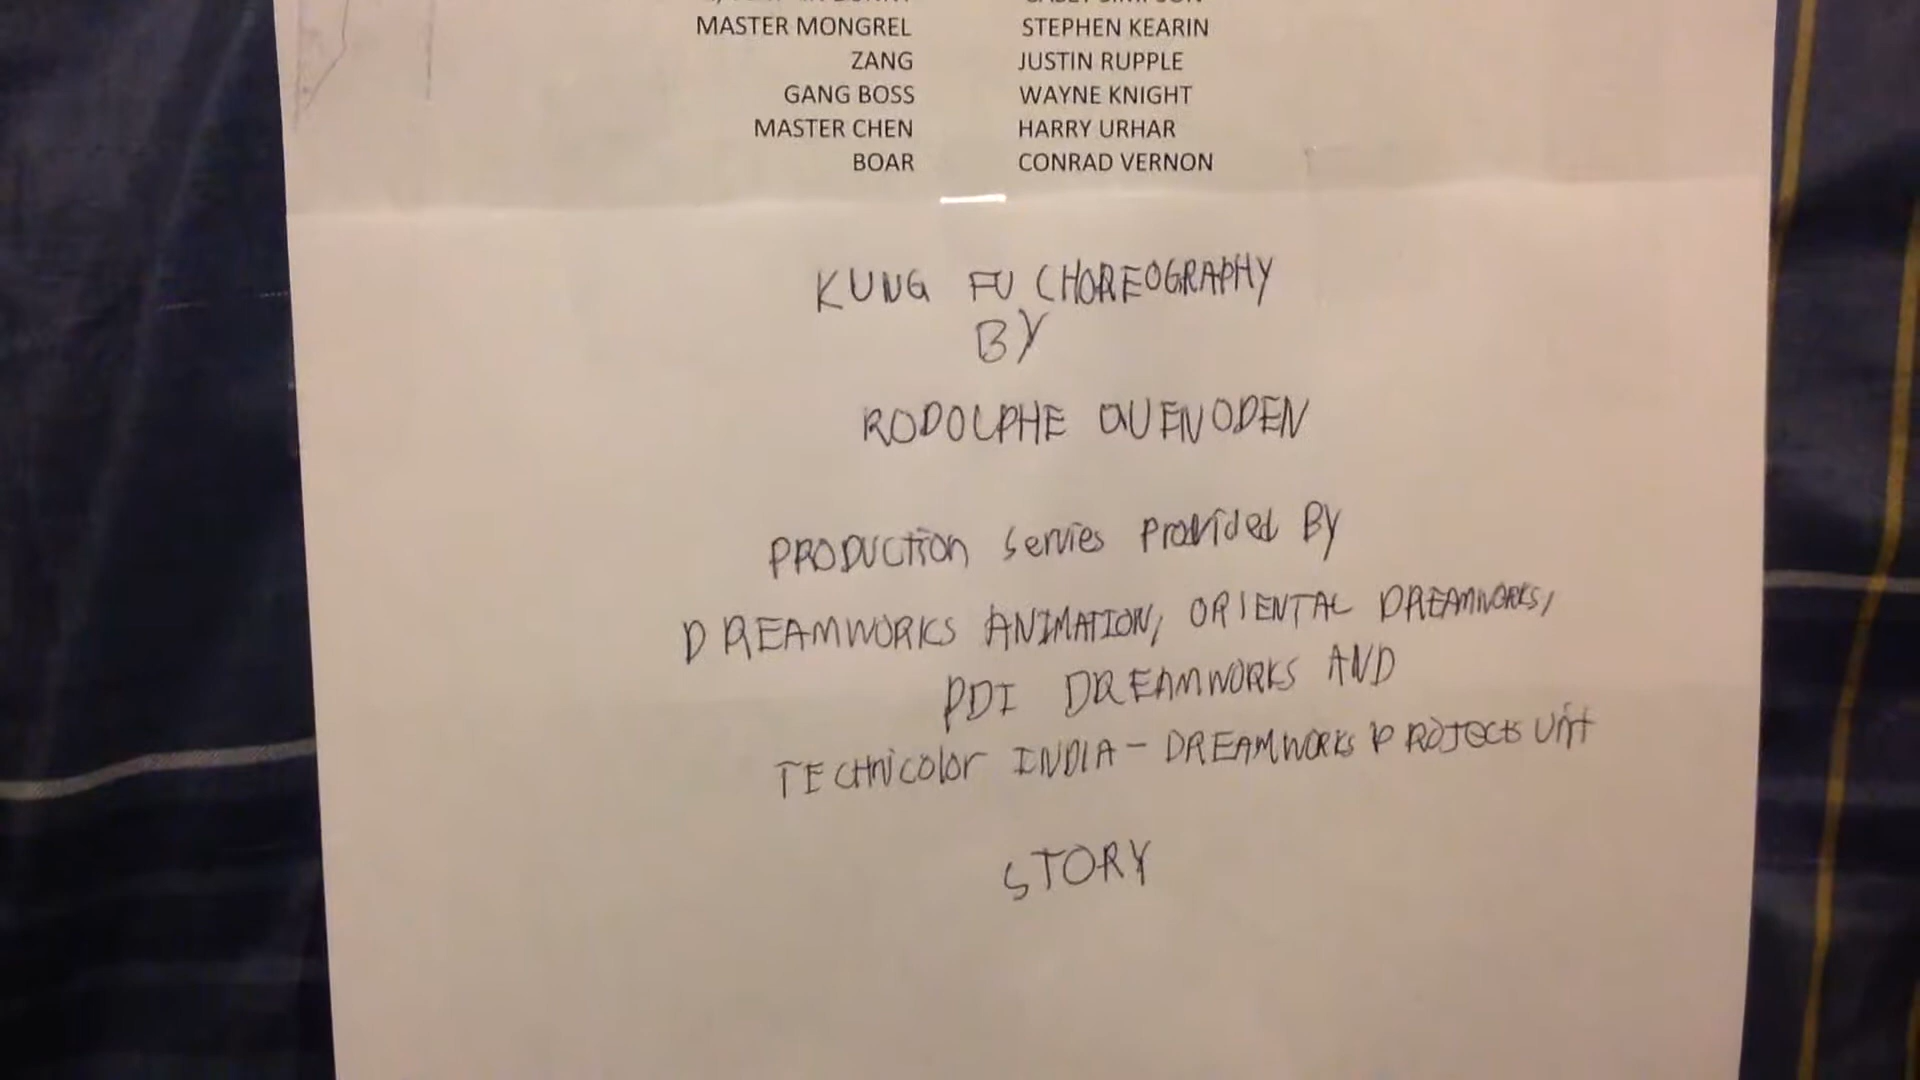 MASTER MONGREL STEPHEN KEARIN
ZANG JUSTIN RUPPLE
GANG BOSS WAYNE KNIGHT
MASTER CHEN HARRY URHAR
BOAR CONRAD VERNON
KUNG FU CHOREOGRAPHY
BY
RODOLPHE QUENODEN
PRODUCTION servies Provided By
DREAMWORKS ANIMATION, ORIENTAL DREAMWORKS,
PDI DREAMWORKS AND
TECHNicolor INDIA - DREAMWORKS PROJECts Unit
STORY